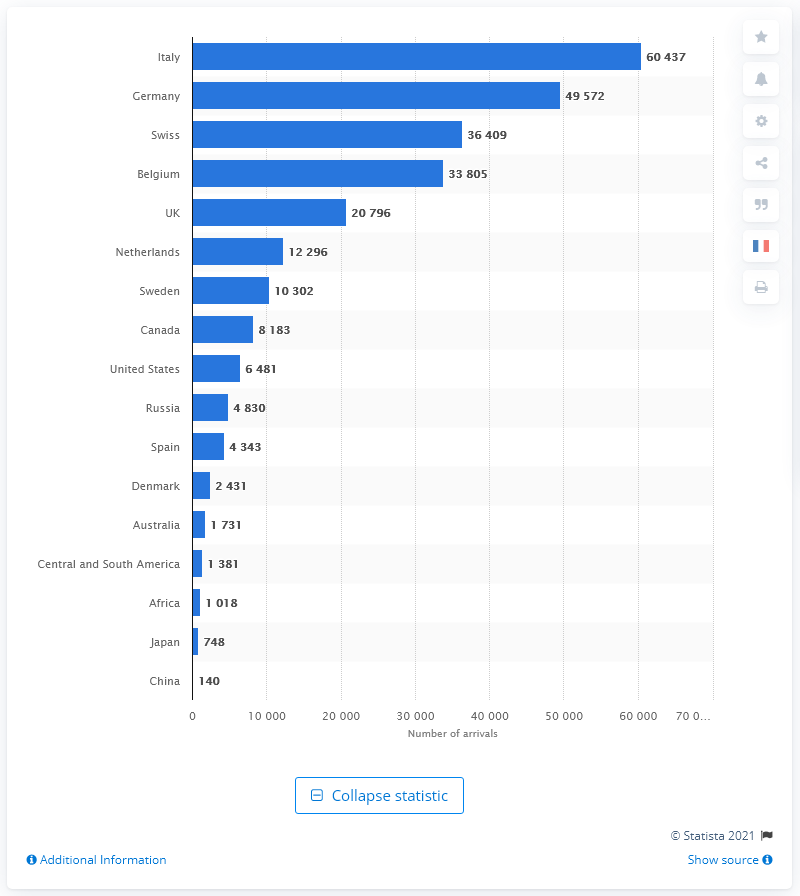 Italy 60 437
Germany 49 572
Swiss 36 409
Belgium 33 805
UK 20 796
Netherlands 12 296
Sweden 10 302
Canada 8 183
United States 6 481
Russia 4 830
Spain 4 343
Denmark 2 431
Australia 1 731
Central and South America 1 381
Africa 1 018
Japan 748
China 140
0 10 000 20 000 30 000 40 000 50 000 60 000 70 0...
Number of arrivals
Collapse statistic
© Statista 2021
Additional Information Show source